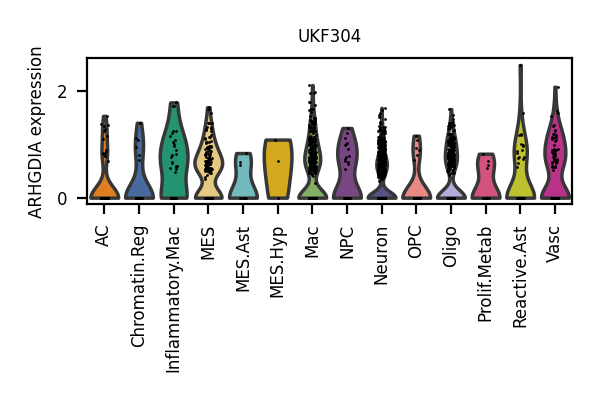 UKF304
ARHGDIA expression
2
0
AC
Chromatin.Reg
Inflammatory.Mac
MES
MES.Ast
MES.Hyp
Mac
NPC
Neuron
OPC
Oligo
Prolif.Metab
Reactive.Ast
Vasc